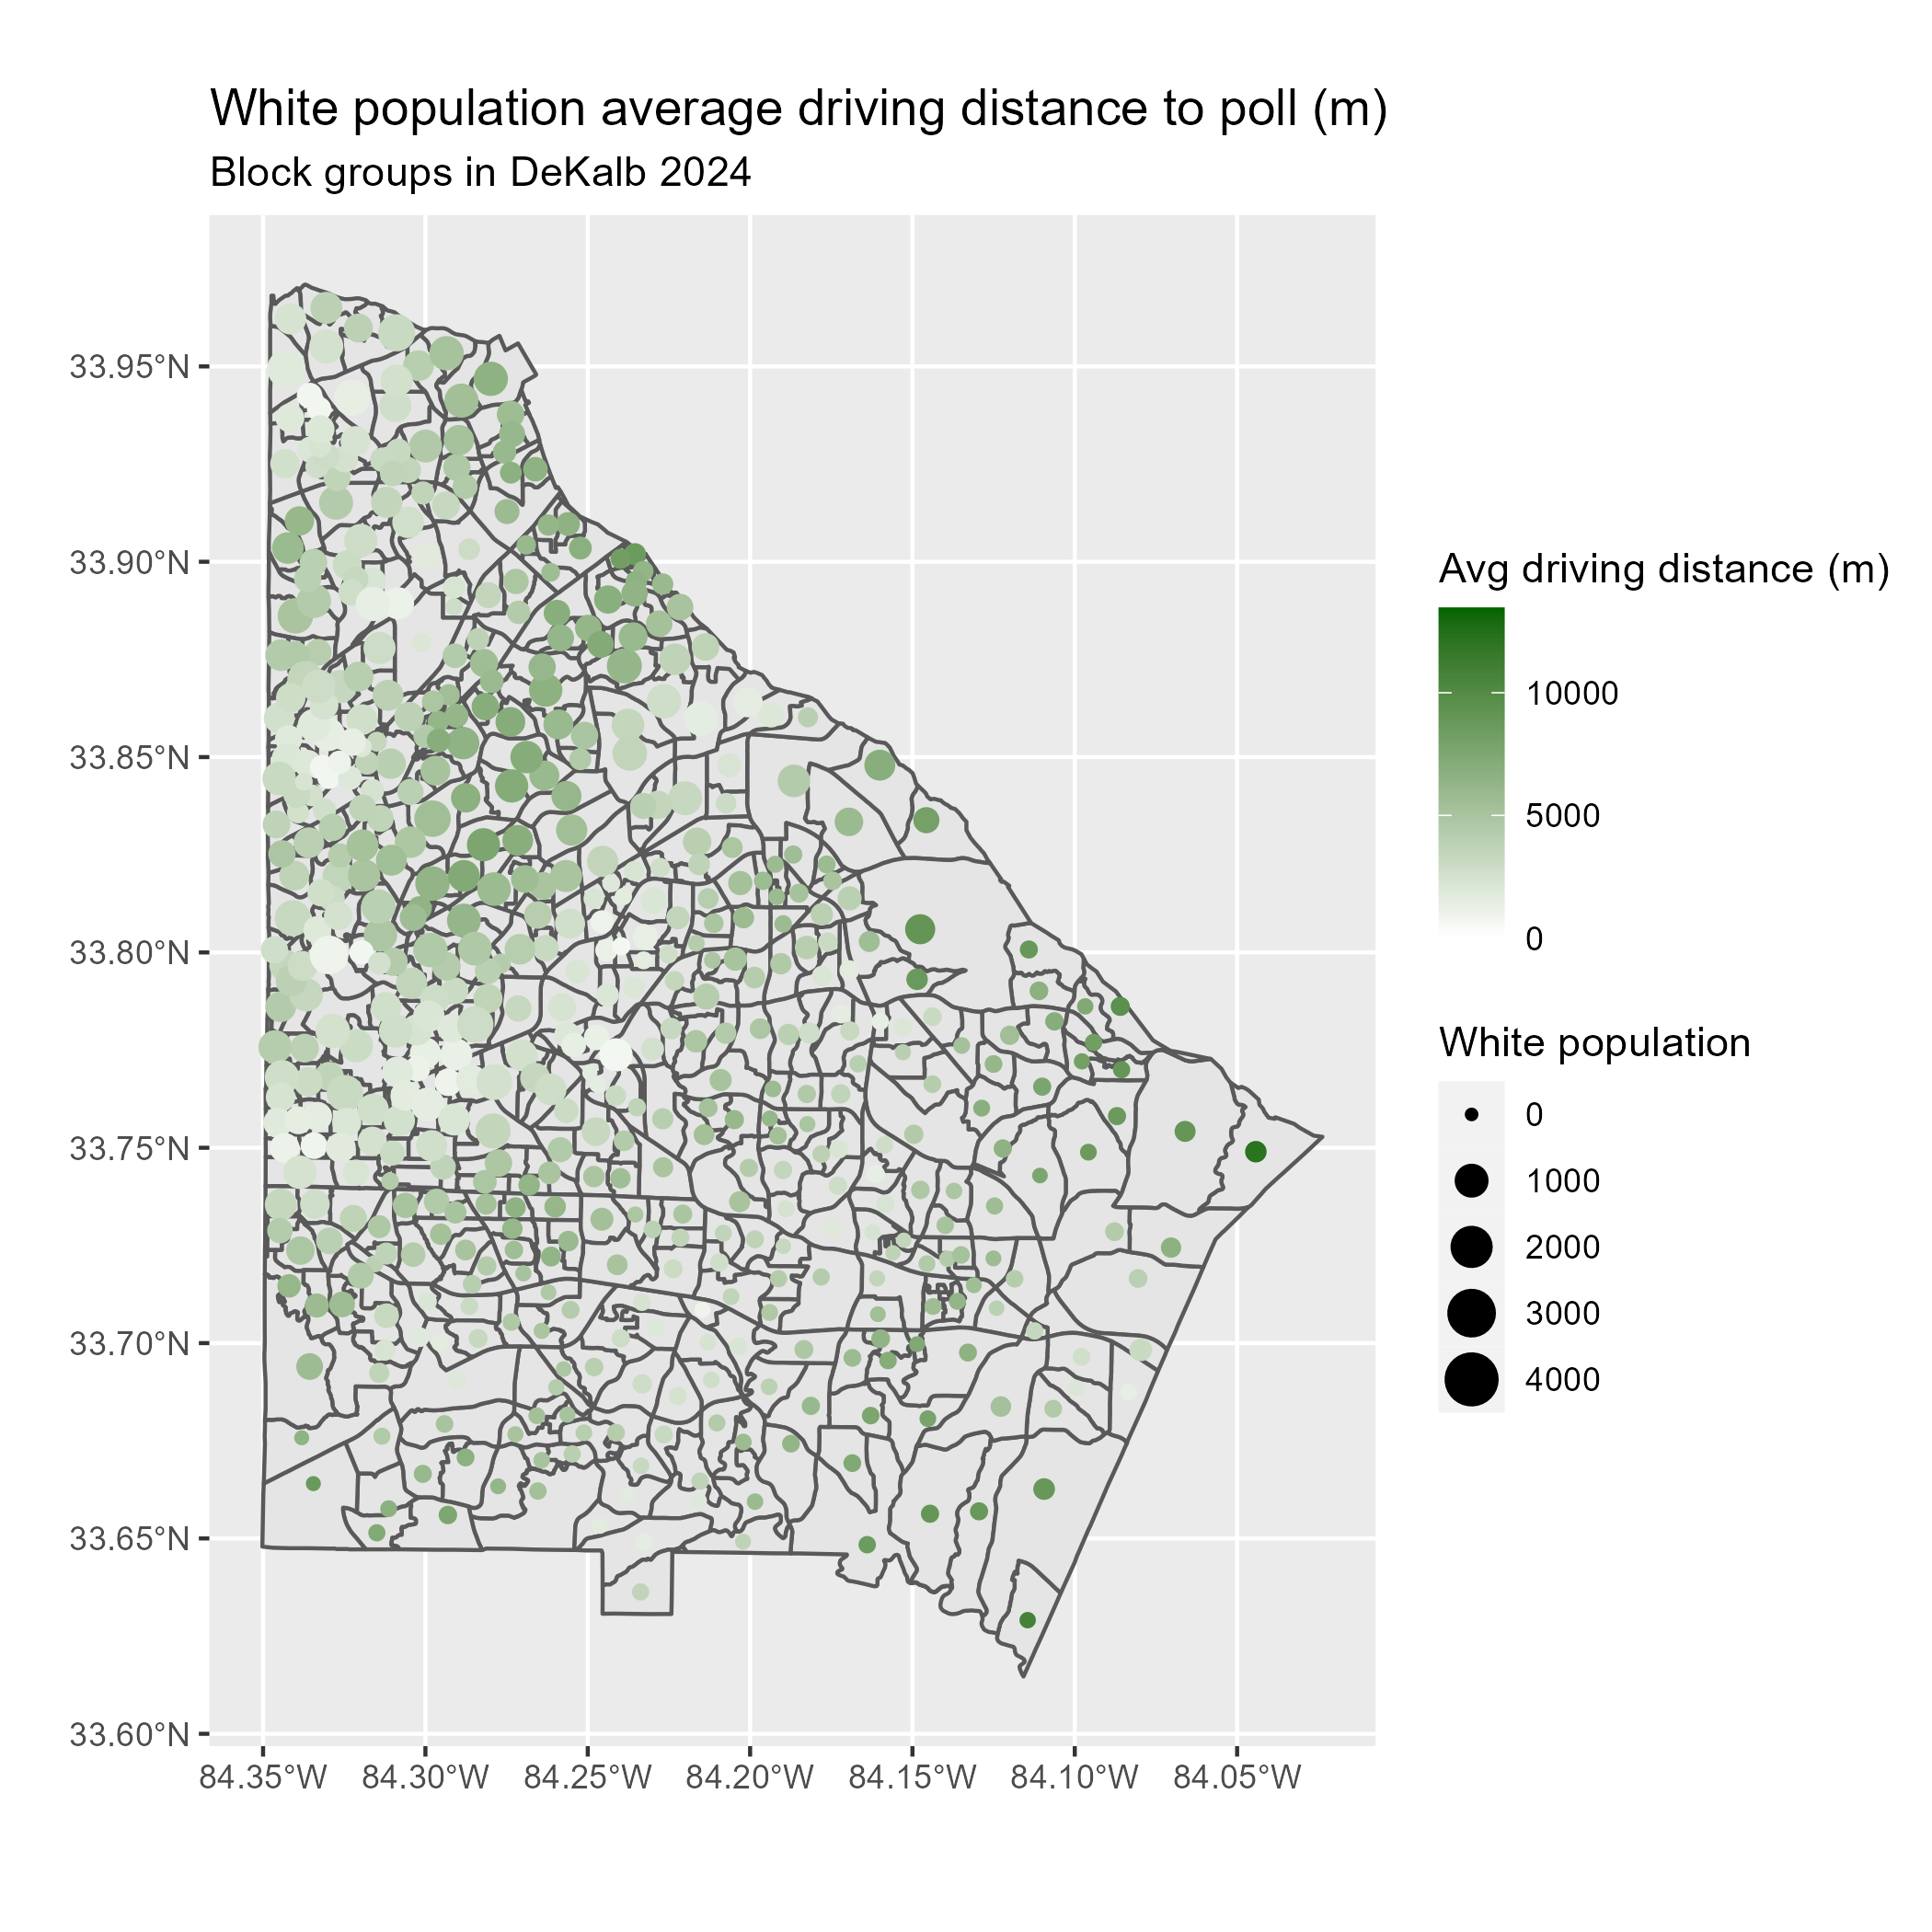 White population average driving distance to poll (m)
Block groups in DeKalb 2024
33.95°N
33.90°N
33.85°N
33.80°N
33.75°N
33.70°N
33.65°N
33.60°N
84.35°W 84.30°W 84.25°W 84.20°W 84.15°W 84.10°W 84.05°W
Avg driving distance (m)
10000
5000
0
White population
0
1000
2000
3000
4000